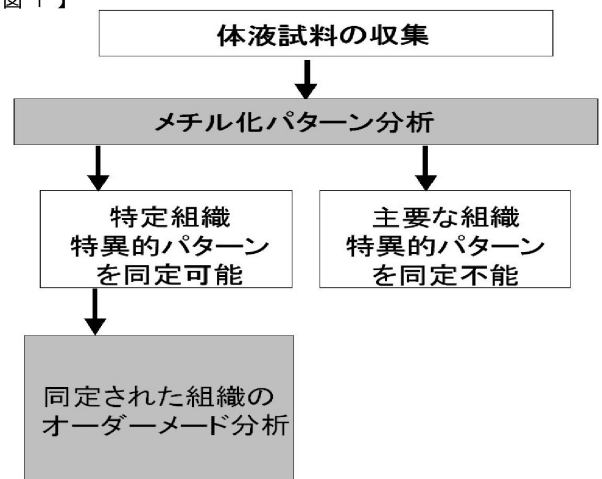 図 1 】
体液試料の収集
メチル化パターン分析
特定組織
特異的パターン
を同定可能
主要な組織
特異的パターン
を同定不能
同定された組織の
オーダーメード分析